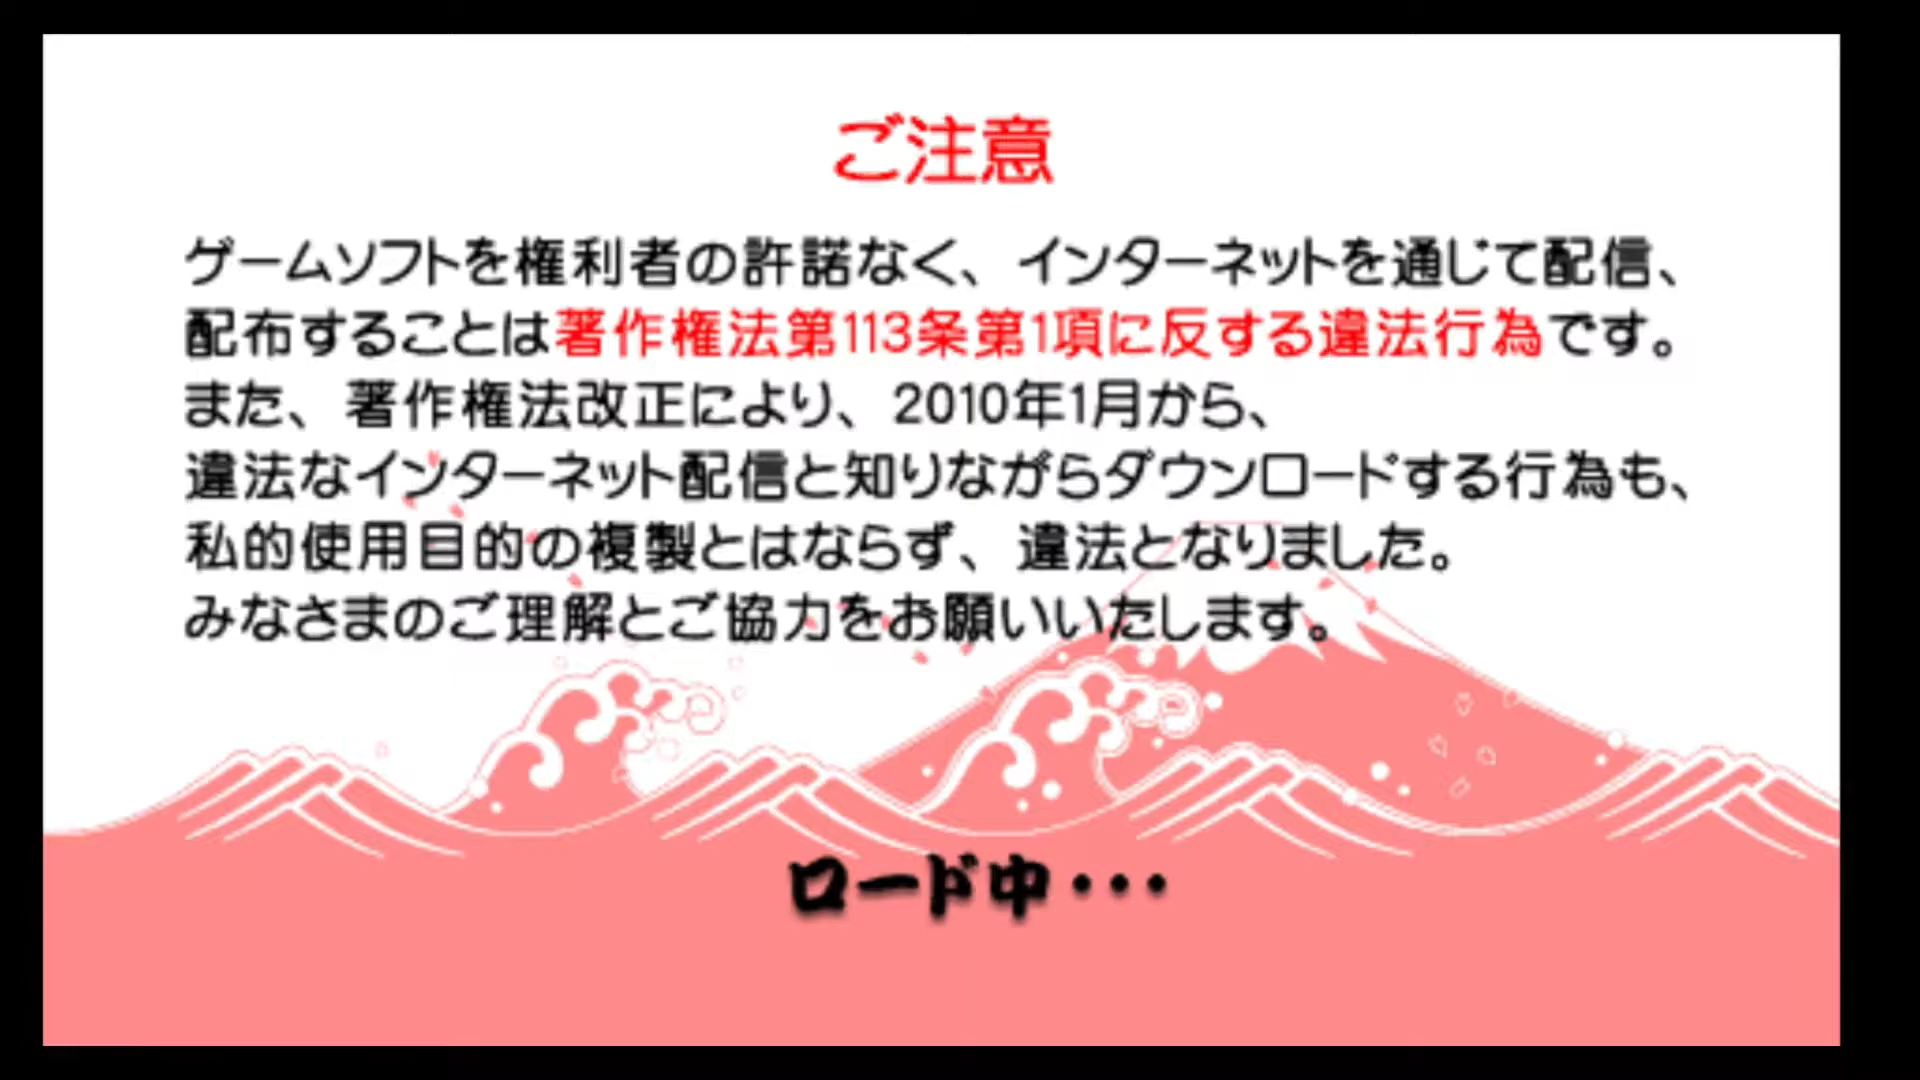 ご注意
ゲームソフトを権利者の許諾なく、インターネットを通じて配信、
配布することは著作権法第113条第1項に反する違法行為です。
また、著作権法改正により、2010年1月から、
違法なインターネット配信と知りながらダウンロードする行為も、
私的使用目的の複製とはならず、違法となりました。
みなさまのご理解とご協力をお願いいたします。
ロード中・・・